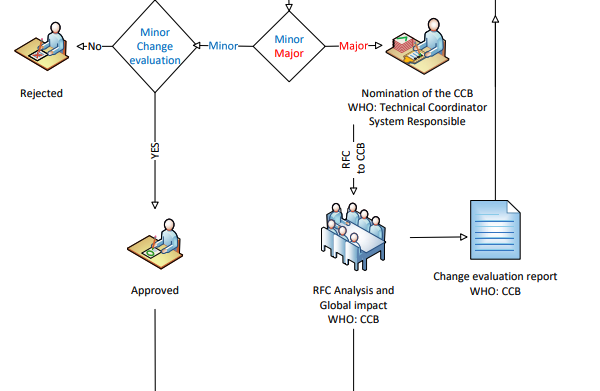 Minor
Change
evaluation
No
Minor
Minor
Major
Major
Rejected
Nomination of the CCB
WHO: Technical Coordinator
System Responsible
YES
RFC
to CCB
Approved
RFC Analysis and
Global impact
WHO: CCB
Change evaluation report
WHO: CCB